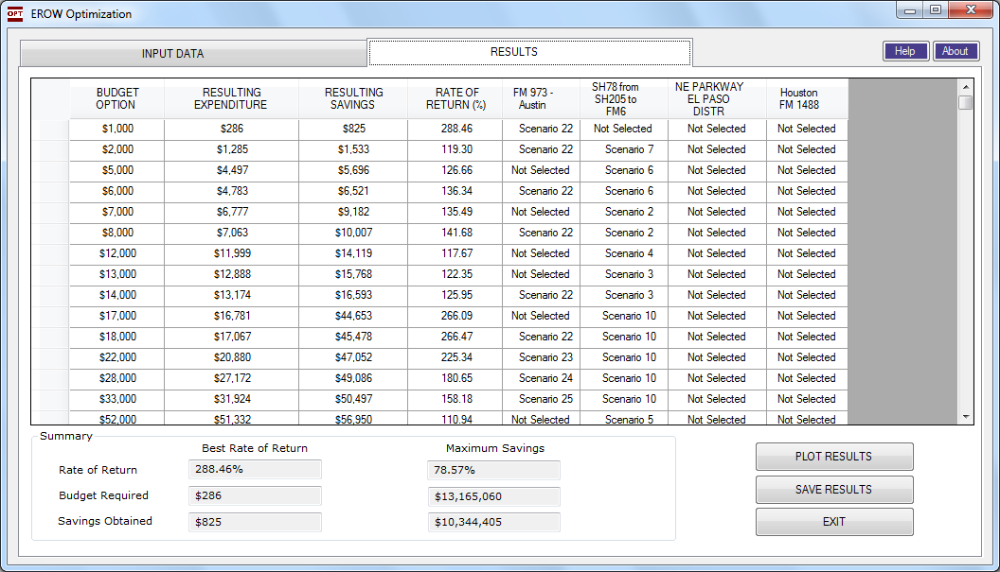 OPT EROW Optimization
INPUT DATA RESULTS Help About
BUDGET OPTION RESULTING EXPENDITURE RESULTING SAVINGS RATE OF RETURN (%) FM 973 - Austin SH78 from SH205 to FM6 NE PARKWAY EL PASO DISTR Houston FM 1488
$1,000 $286 $825 288.46 Scenario 22 Not Selected Not Selected Not Selected
$2,000 $1,285 $1,533 119.30 Scenario 22 Scenario 7 Not Selected Not Selected
$5,000 $4,497 $5,696 126.66 Not Selected Scenario 6 Not Selected Not Selected
$6,000 $4,783 $6,521 136.34 Scenario 22 Scenario 6 Not Selected Not Selected
$7,000 $6,777 $9,182 135.49 Not Selected Scenario 2 Not Selected Not Selected
$8,000 $7,063 $10,007 141.68 Scenario 22 Scenario 2 Not Selected Not Selected
$12,000 $11,999 $14,119 117.67 Not Selected Scenario 4 Not Selected Not Selected
$13,000 $12,888 $15,768 122.35 Not Selected Scenario 3 Not Selected Not Selected
$14,000 $13,174 $16,593 125.95 Scenario 22 Scenario 3 Not Selected Not Selected
$17,000 $16,781 $44,653 266.09 Not Selected Scenario 10 Not Selected Not Selected
$18,000 $17,067 $45,478 266.47 Scenario 22 Scenario 10 Not Selected Not Selected
$22,000 $20,880 $47,052 225.34 Scenario 23 Scenario 10 Not Selected Not Selected
$28,000 $27,172 $49,086 180.65 Scenario 24 Scenario 10 Not Selected Not Selected
$33,000 $31,924 $50,497 158.18 Scenario 25 Scenario 10 Not Selected Not Selected
$52,000 $51,332 $56,950 110.94 Not Selected Scenario 5 Not Selected Not Selected
Summary
Best Rate of Return Maximum Savings
Rate of Return 288.46% 78.57%
Budget Required $286 $13,165,060
Savings Obtained $825 $10,344,405
PLOT RESULTS
SAVE RESULTS
EXIT